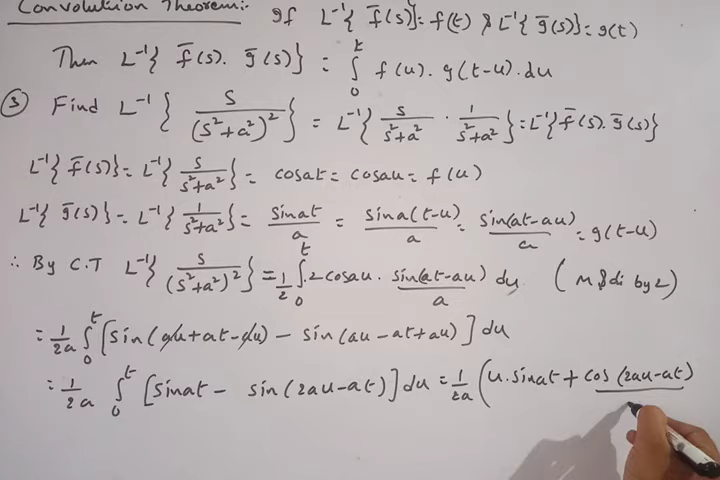 Convolution Theorem:- If L⁻¹{f̄(s)} = f(t) & L⁻¹{ḡ(s)} = g(t)
Then L⁻¹{f̄(s). ḡ(s)} = ∫₀ᵗ f(u). g(t-u). du
③ Find L⁻¹{s/(s²+a²)²} = L⁻¹{s/(s²+a²) . 1/(s²+a²)} = L⁻¹{f̄(s). ḡ(s)}
L⁻¹{f̄(s)} = L⁻¹{s/(s²+a²)} = cosat = cosau = f(u)
L⁻¹{ḡ(s)} = L⁻¹{1/(s²+a²)} = sinat/a = sina(t-u)/a = sin(at-au)/a = g(t-u)
∴ By C.T L⁻¹{s/(s²+a²)²} = 1/2 ∫₀ᵗ 2cosau. sin(at-au)/a du (M & di by 2)
= 1/2a ∫₀ᵗ [sin(au+at-au) - sin(au-at+au)] du
= 1/2a ∫₀ᵗ [sinat - sin(2au-at)] du = 1/2a (u.sinat + cos(2au-at)